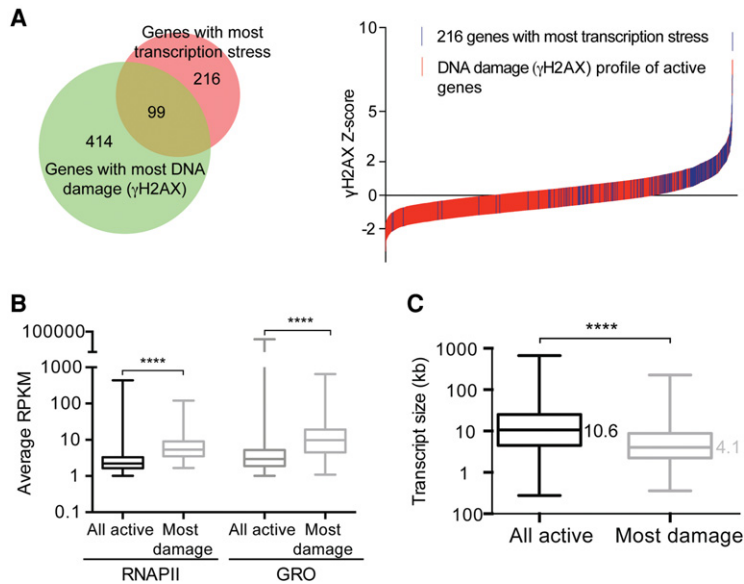 A
Genes with most
transcription stress
216
99
414
Genes with most DNA
damage (γH2AX)
γH2AX Z-score
10
5
2
0
-2
216 genes with most transcription stress
DNA damage (γH2AX) profile of active
genes
B
Average RPKM
100000
1000
100
10
1
0.1
****
****
All active
Most
damage
All active
Most
damage
RNAPII
GRO
C
Transcript size (kb)
1000
100
10
1
100
****
10.6
4.1
All active
Most damage